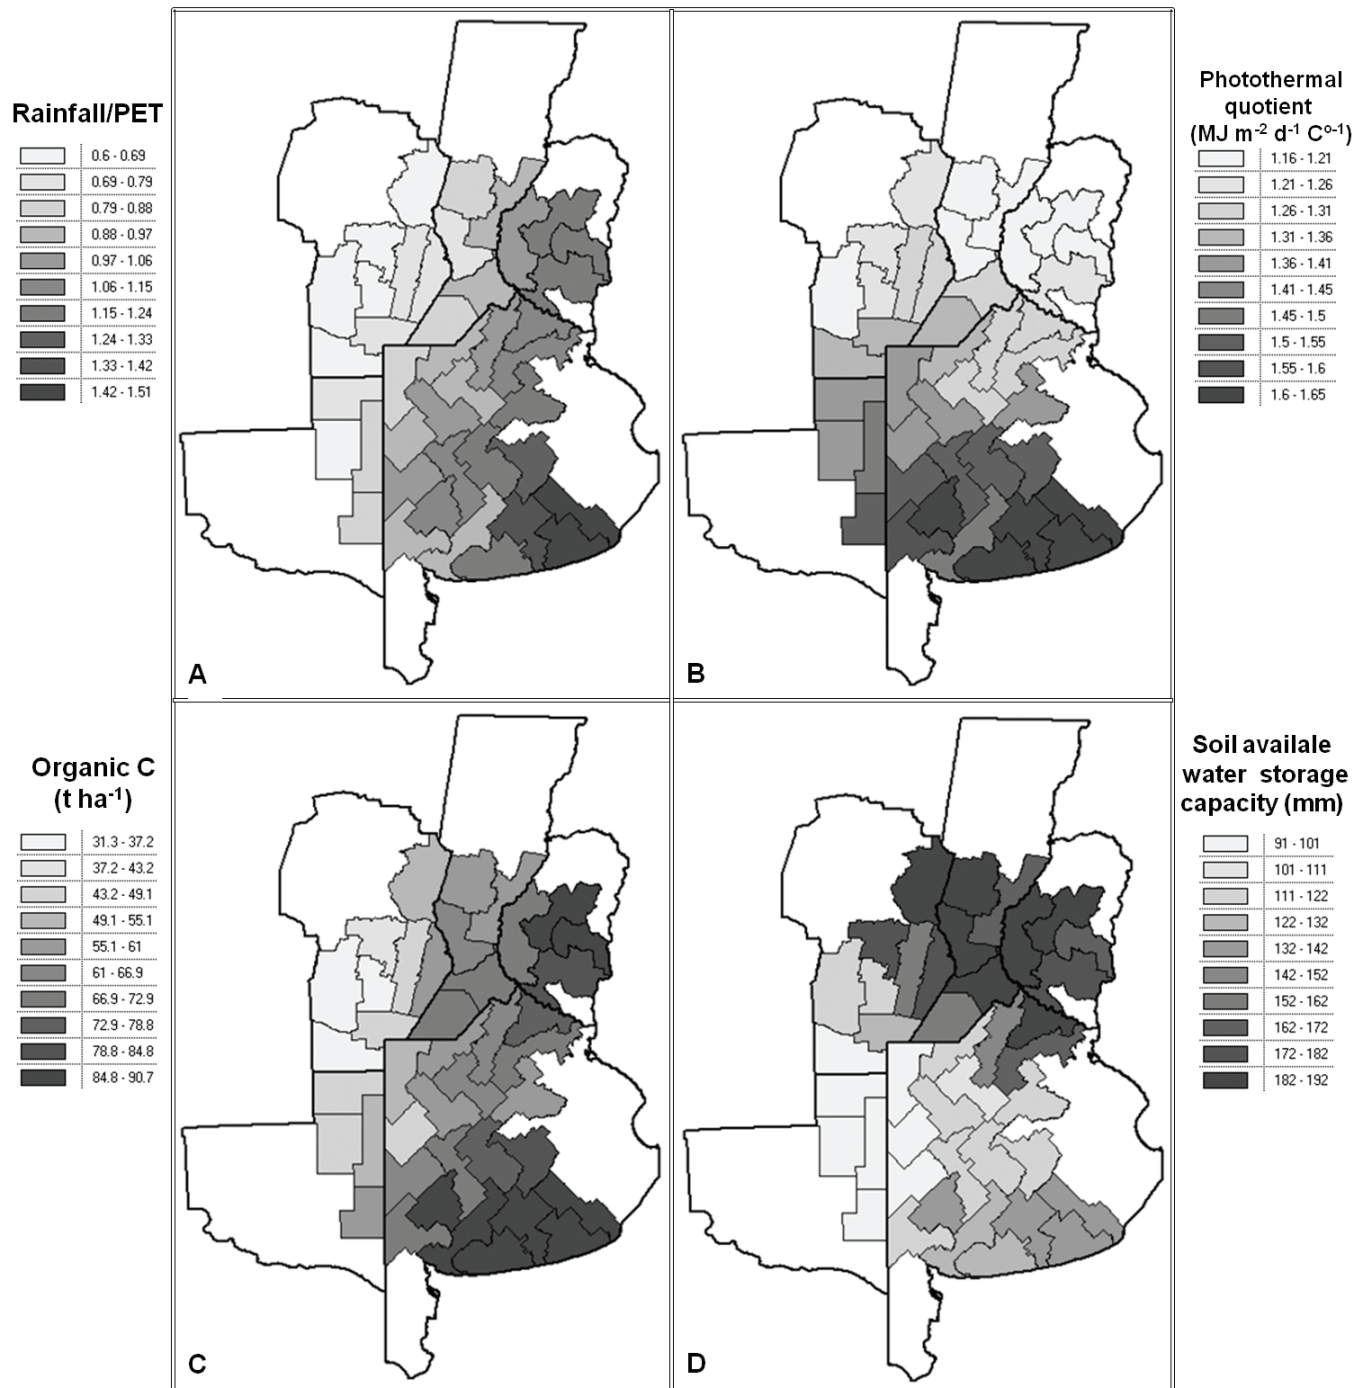 Rainfall/PET
0.6 - 0.69
0.69 - 0.79
0.79 - 0.88
0.88 - 0.97
0.97 - 1.06
1.06 - 1.15
1.15 - 1.24
1.24 - 1.33
1.33 - 1.42
1.42 - 1.51
A
B
Photothermal
quotient
(MJ m⁻² d⁻¹ Cº⁻¹)
1.16 - 1.21
1.21 - 1.26
1.26 - 1.31
1.31 - 1.36
1.36 - 1.41
1.41 - 1.45
1.45 - 1.5
1.5 - 1.55
1.55 - 1.6
1.6 - 1.65
Organic C
(t ha⁻¹)
31.3 - 37.2
37.2 - 43.2
43.2 - 49.1
49.1 - 55.1
55.1 - 61
61 - 66.9
66.9 - 72.9
72.9 - 78.8
78.8 - 84.8
84.8 - 90.7
C
D
Soil availale
water storage
capacity (mm)
91 - 101
101 - 111
111 - 122
122 - 132
132 - 142
142 - 152
152 - 162
162 - 172
172 - 182
182 - 192